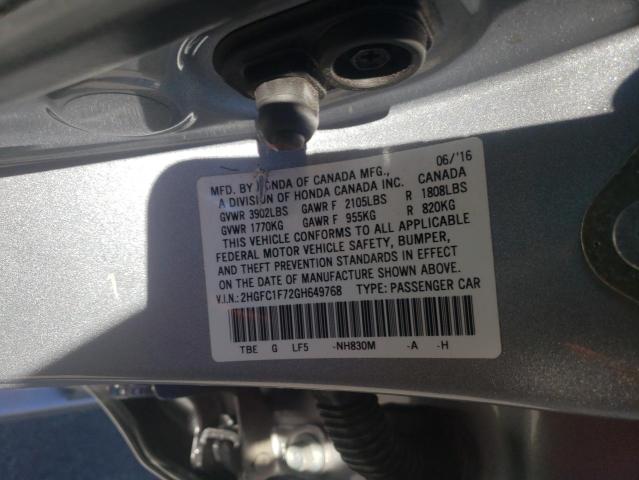 MFD. BY HONDA OF CANADA MFG., 06/'16
A DIVISION OF HONDA CANADA INC. CANADA
GVWR 3902LBS GAWR F 2105LBS R 1808LBS
GVWR 1770KG GAWR F 955KG R 820KG
THIS VEHICLE CONFORMS TO ALL APPLICABLE
FEDERAL MOTOR VEHICLE SAFETY, BUMPER,
AND THEFT PREVENTION STANDARDS IN EFFECT
ON THE DATE OF MANUFACTURE SHOWN ABOVE.
V.I.N.: 2HGFC1F72GH649768 TYPE: PASSENGER CAR
TBE G LF5 -NH830M -A -H